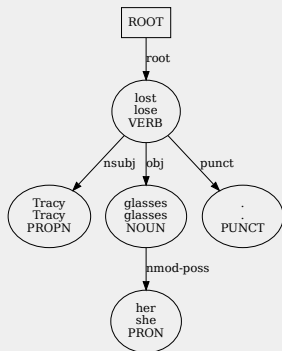 ROOT
root
lost
lose
VERB
nsubj
obj
punct
Tracy
Tracy
PROPN
glasses
glasses
NOUN
.
.
PUNCT
nmod-poss
her
she
PRON